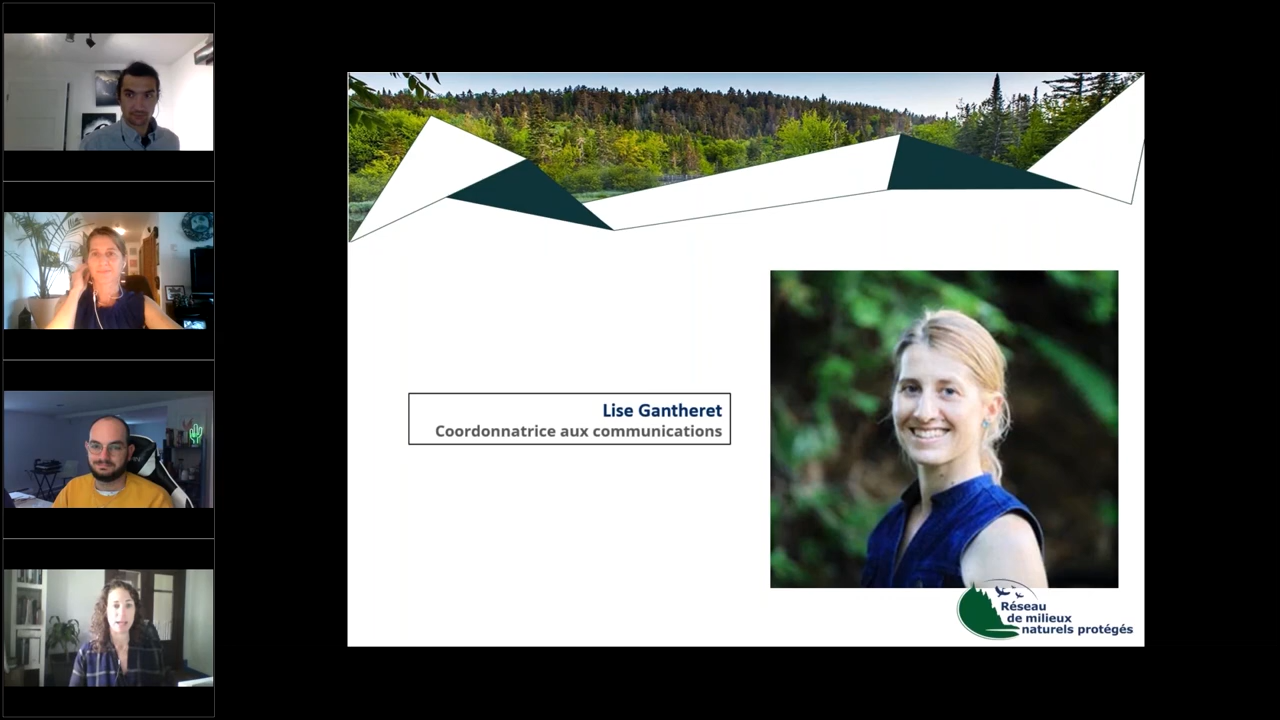 Lise Gantheret
Coordonnatrice aux communications
Réseau
de milieux
naturels protégés